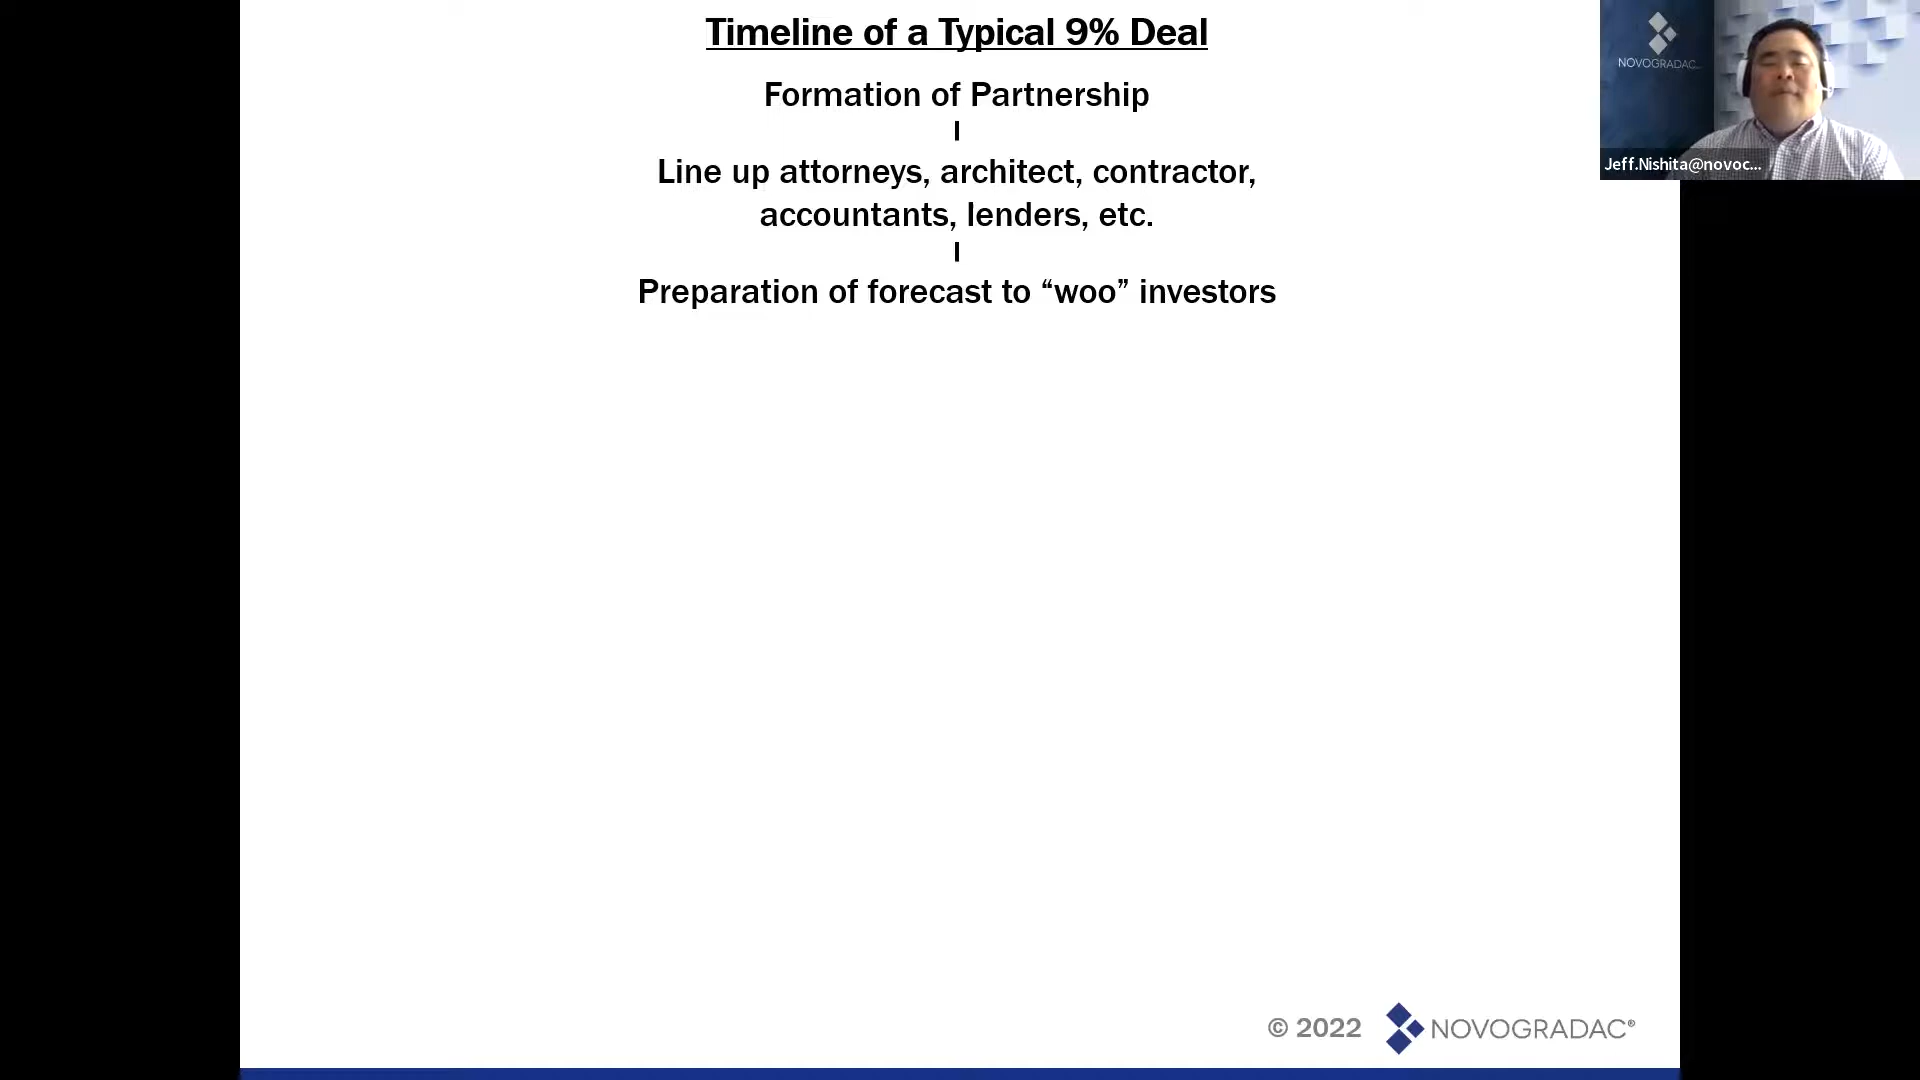 Timeline of a Typical 9% Deal
Formation of Partnership
Line up attorneys, architect, contractor,
accountants, lenders, etc.
Preparation of forecast to “woo” investors
NOVOGRADAC
Jeff.Nishita@novoc...
© 2022 NOVOGRADAC®